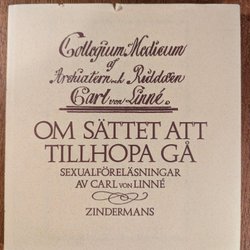 Collegium Medicum
af
Archiatern och Riddaren
Carl von Linné.
OM SÄTTET ATT
TILLHOPA GÅ
SEXUALFÖRELÄSNINGAR
AV CARL VON LINNÉ
ZINDERMANS